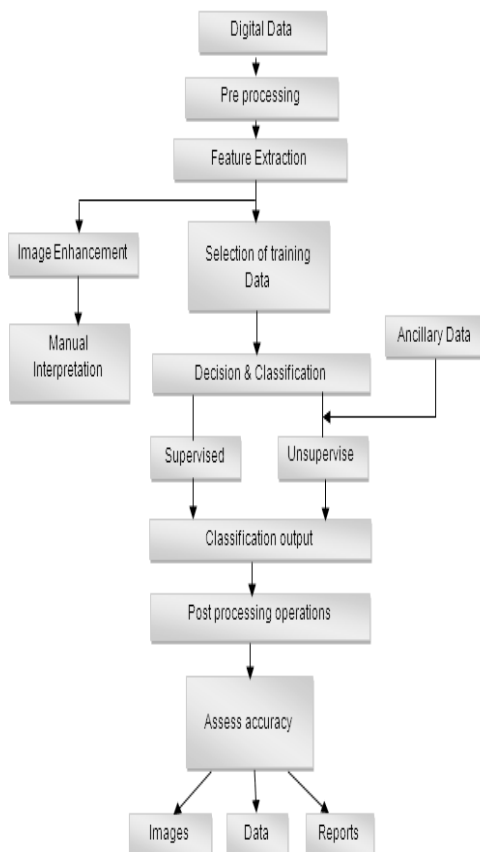 Digital Data
Pre processing
Feature Extraction
Image Enhancement
Selection of training
Data
Manual
Interpretation
Ancillary Data
Decision & Classification
Supervised
Unsupervise
Classification output
Post processing operations
Assess accuracy
Images
Data
Reports